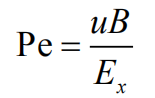 Pe = uB / E_x